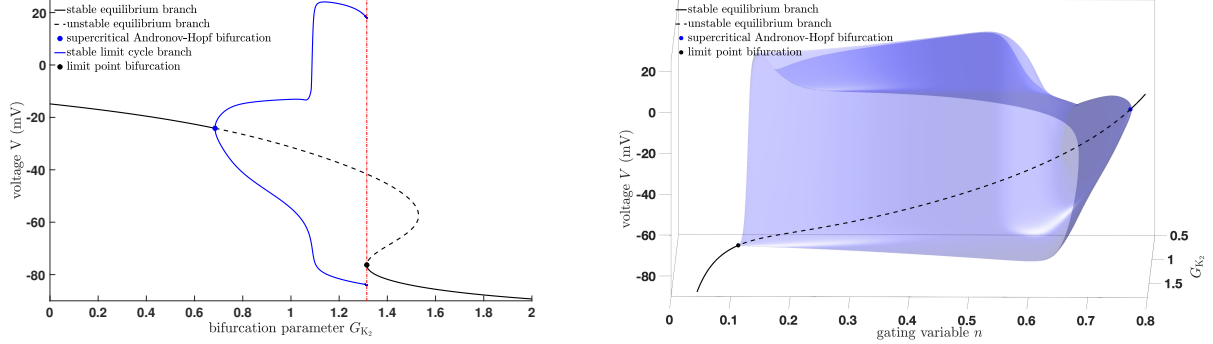 stable equilibrium branch
unstable equilibrium branch
supercritical Andronov-Hopf bifurcation
stable limit cycle branch
limit point bifurcation
20
0
-20
-40
-60
-80
voltage V (mV)
0 0.2 0.4 0.6 0.8 1 1.2 1.4 1.6 1.8 2
bifurcation parameter G_K₂
stable equilibrium branch
unstable equilibrium branch
supercritical Andronov-Hopf bifurcation
limit point bifurcation
20
0
-20
-40
-60
-80
voltage V (mV)
0 0.1 0.2 0.3 0.4 0.5 0.6 0.7 0.8
gating variable n
0.5
1
1.5
G_K₂